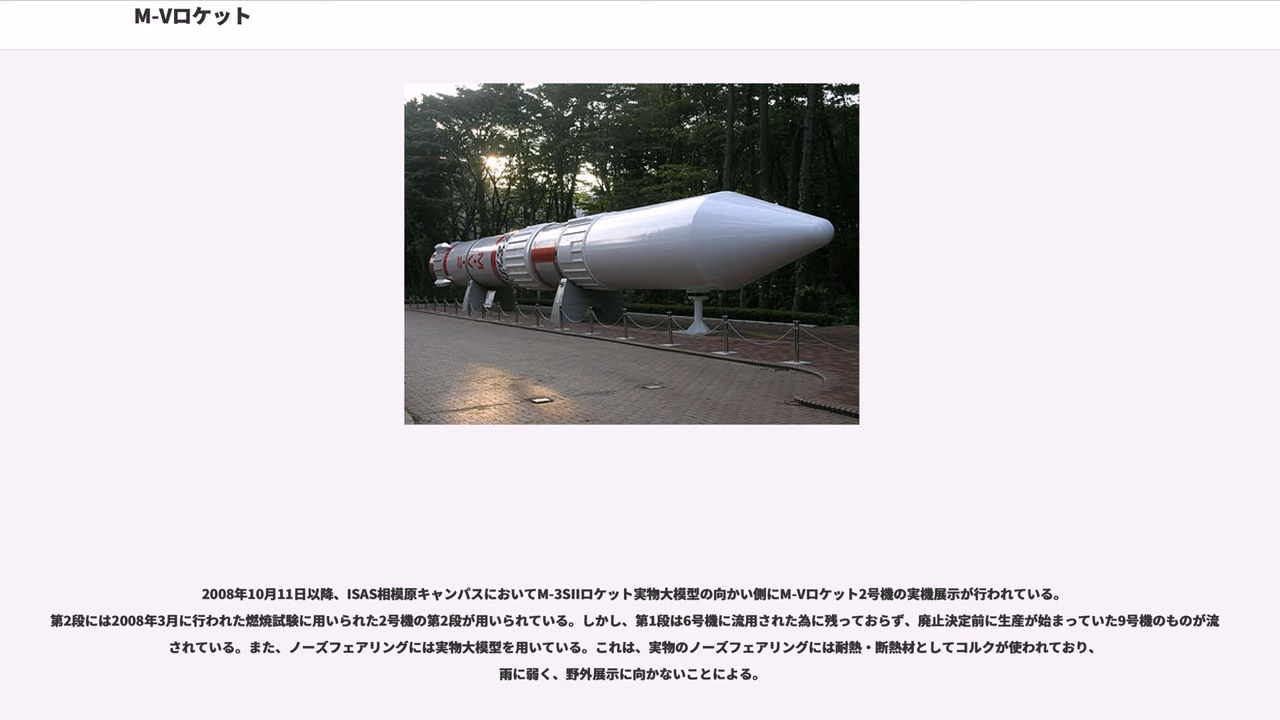 M-Vロケット
2008年10月11日以降、ISAS相模原キャンパスにおいてM-3SIIロケット実物大模型の向かい側にM-Vロケット2号機の実機展示が行われている。
第2段には2008年3月に行われた燃焼試験に用いられた2号機の第2段が用いられている。しかし、第1段は6号機に流用された為に残っておらず、廃止決定前に生産が始まっていた9号機のものが流
されている。また、ノーズフェアリングには実物大模型を用いている。これは、実物のノーズフェアリングには耐熱・断熱材としてコルクが使われており、
雨に弱く、野外展示に向かないことによる。